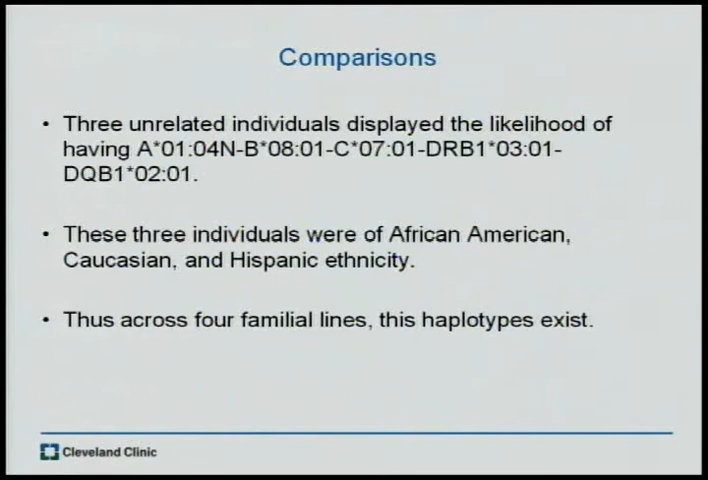 Comparisons
• Three unrelated individuals displayed the likelihood of
having A*01:04N-B*08:01-C*07:01-DRB1*03:01-
DQB1*02:01.
• These three individuals were of African American,
Caucasian, and Hispanic ethnicity.
• Thus across four familial lines, this haplotypes exist.
Cleveland Clinic